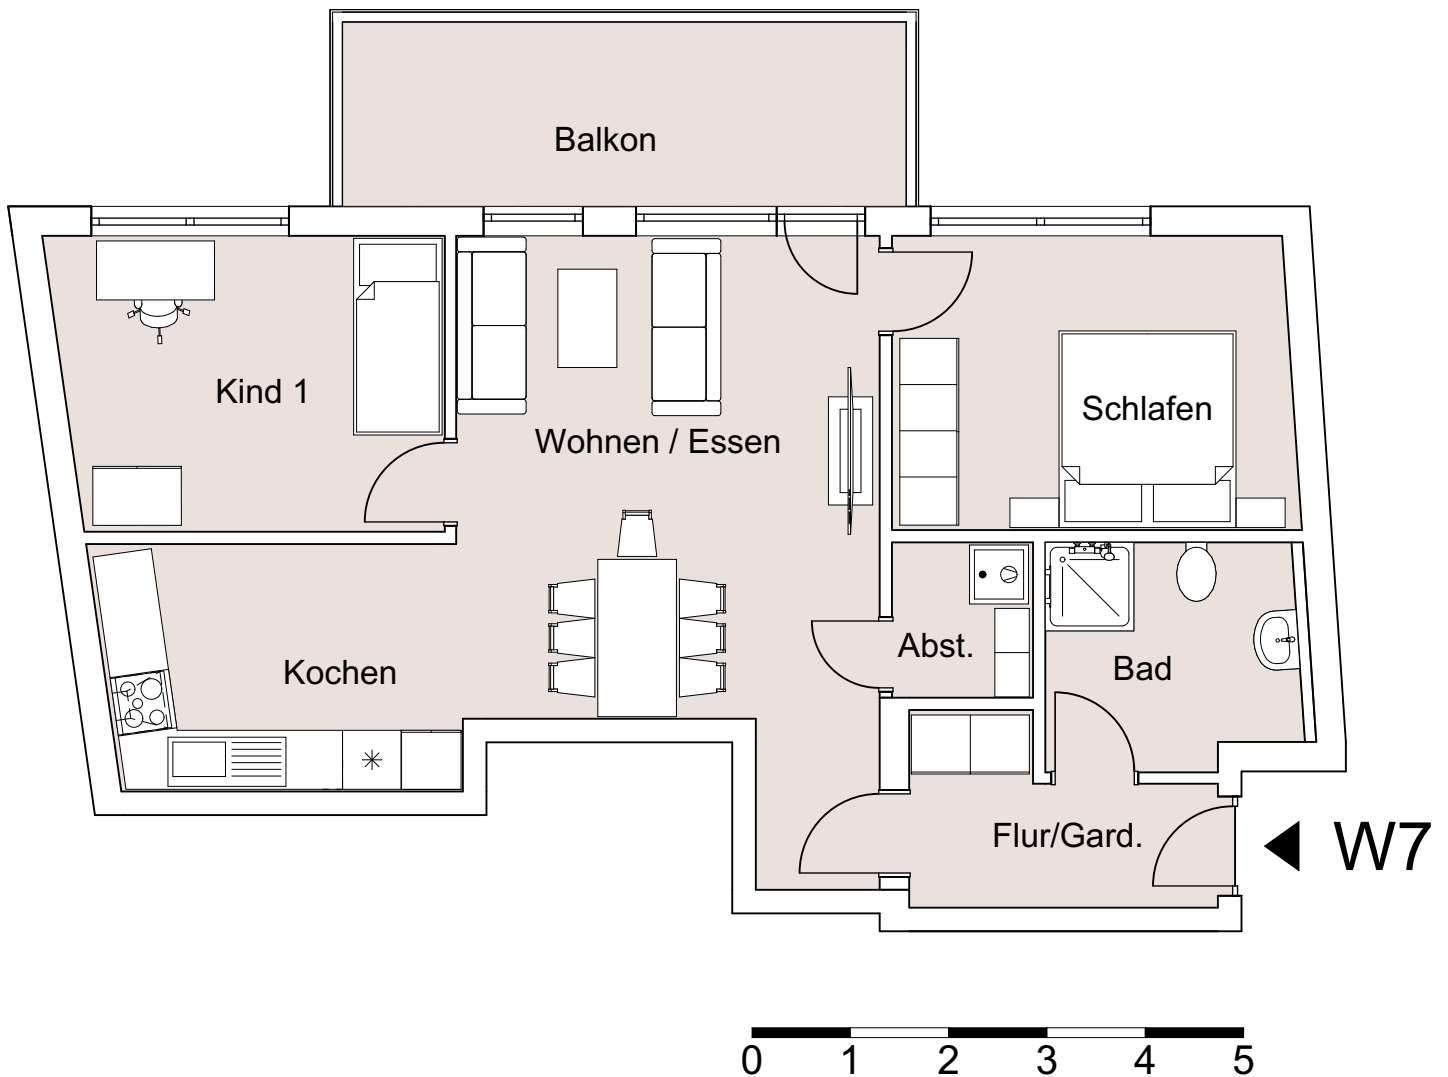 Balkon
Kind 1
Schlafen
Wohnen / Essen
Kochen
Abst.
Bad
Flur/Gard.
W7
0 1 2 3 4 5